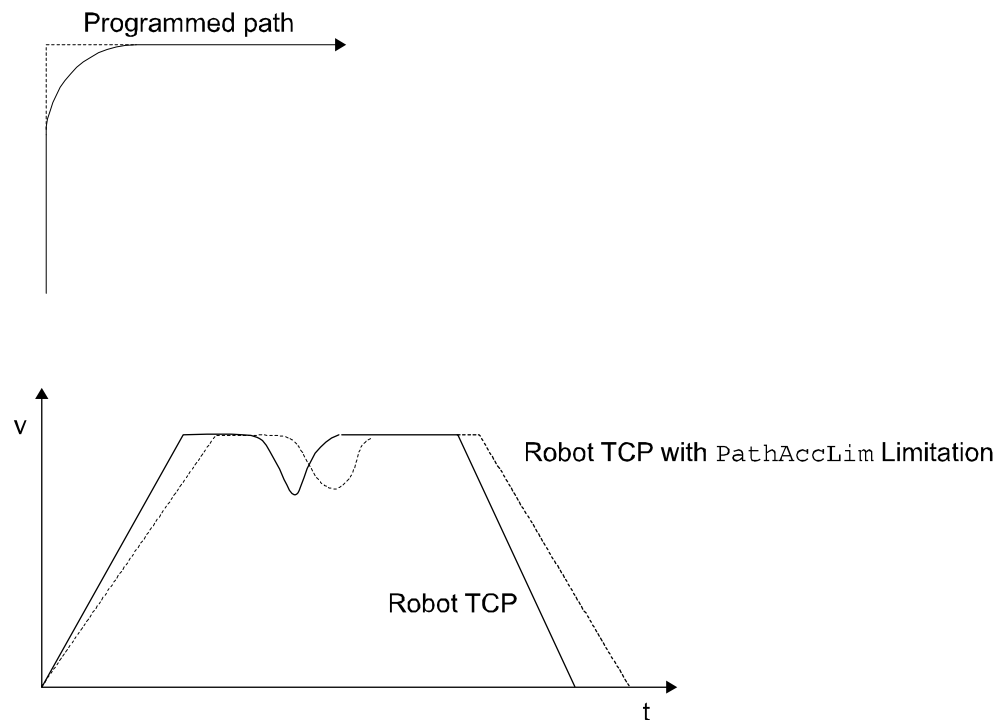 Programmed path
v
Robot TCP with PathAccLim Limitation
Robot TCP
t